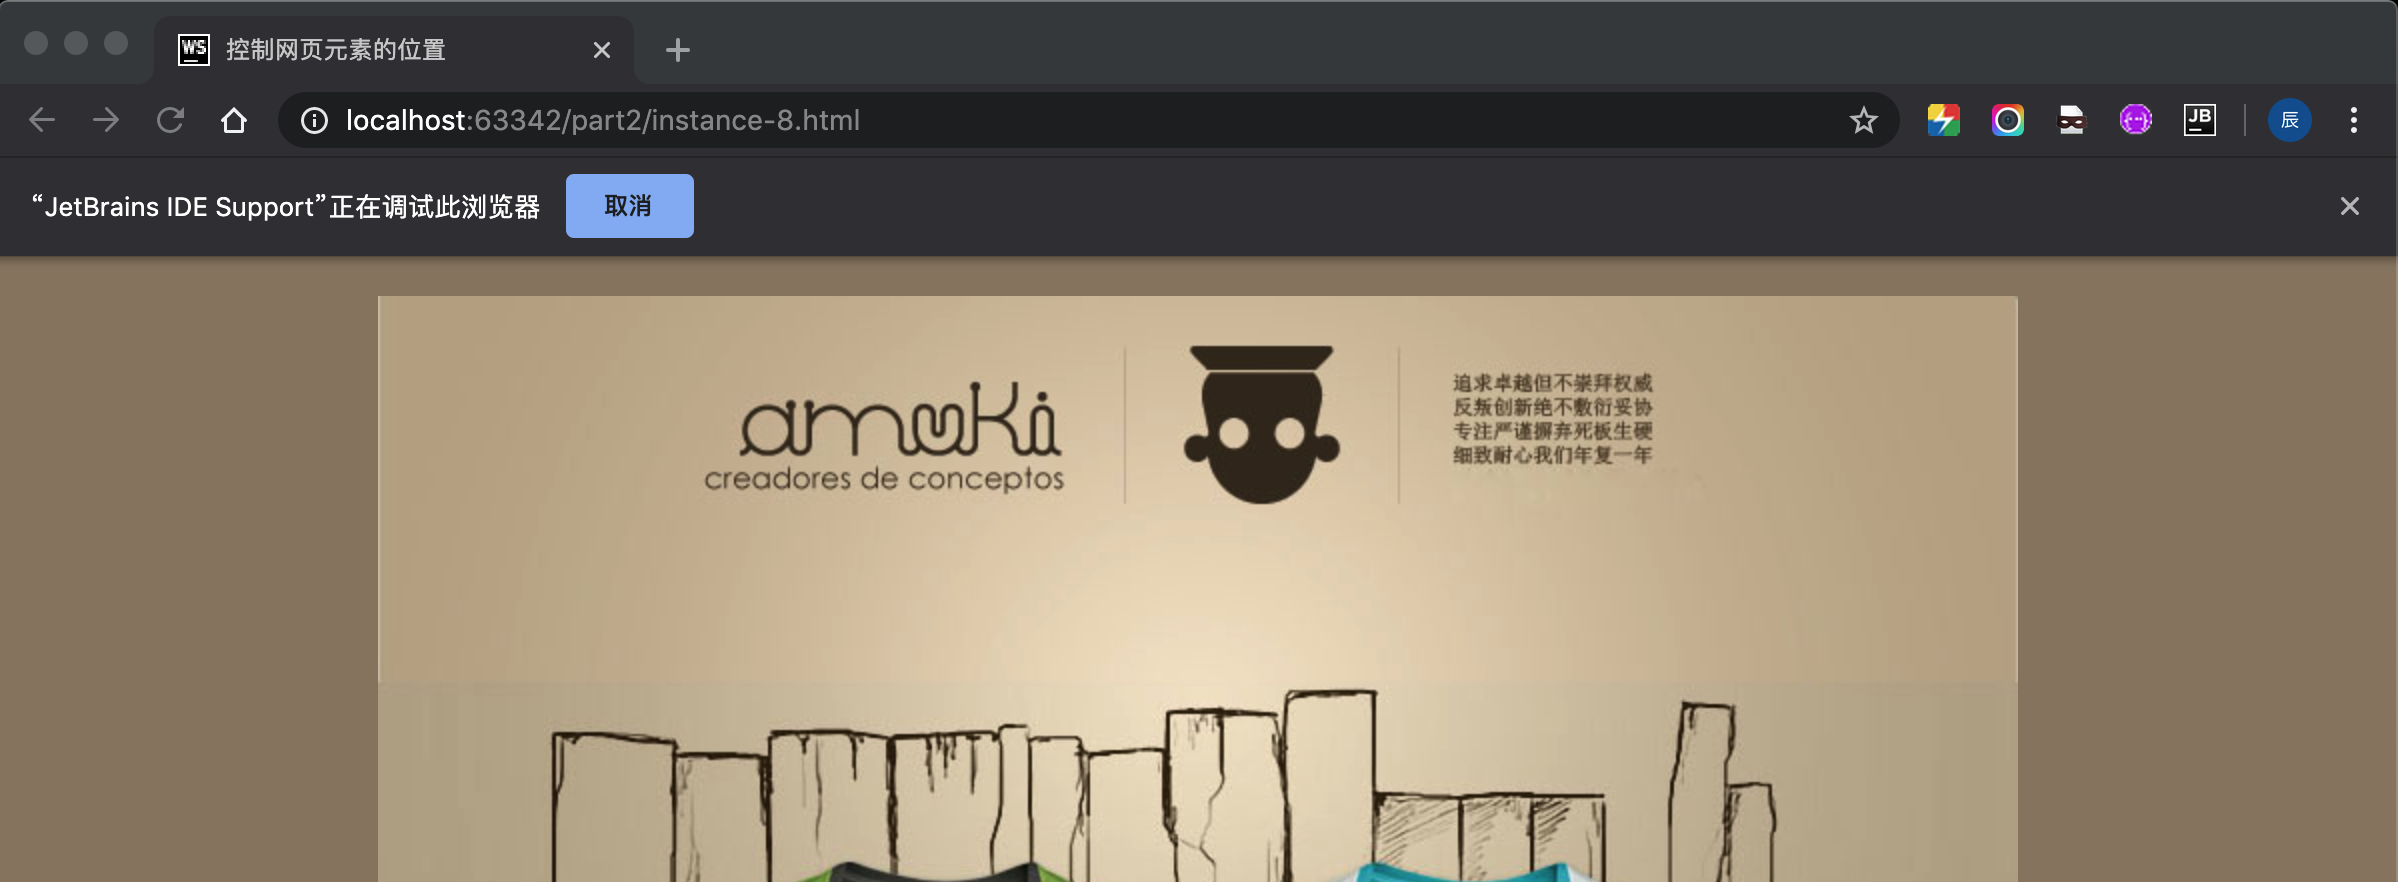 控制网页元素的位置
localhost:63342/part2/instance-8.html
辰
“JetBrains IDE Support”正在调试此浏览器
取消
amuki
creadores de conceptos
追求卓越但不崇拜权威
反叛创新绝不敷衍妥协
专注严谨摒弃死板生硬
细致耐心我们年复一年
WS
JB